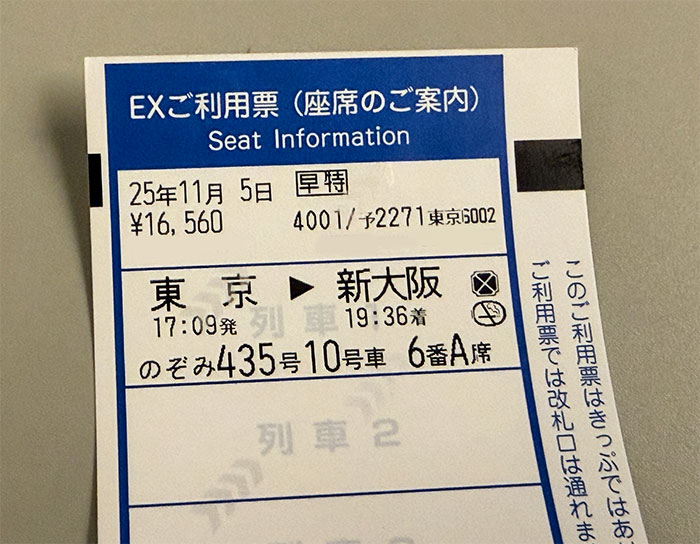 EXご利用票（座席のご案内）
Seat Information
25年11月 5日 早特
¥16,560 4001/予2271東京6002
東 京 ▶ 新大阪
17:09発 19:36着
のぞみ435号10号車 6番A席
列車1
列車2
このご利用票はきっぷではあ
ご利用票では改札口は通れま